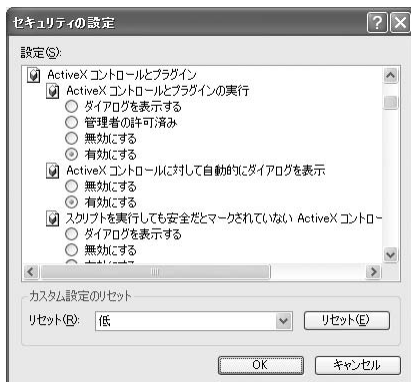 セキュリティの設定
設定(S):
ActiveX コントロールとプラグイン
ActiveX コントロールとプラグインの実行
ダイアログを表示する
管理者の許可済み
無効にする
有効にする
ActiveX コントロールに対して自動的にダイアログを表示
無効にする
有効にする
スクリプトを実行しても安全だとマークされていない ActiveX コントロー
ダイアログを表示する
無効にする
カスタム設定のリセット
リセット(R): 低 リセット(E)
OK キャンセル